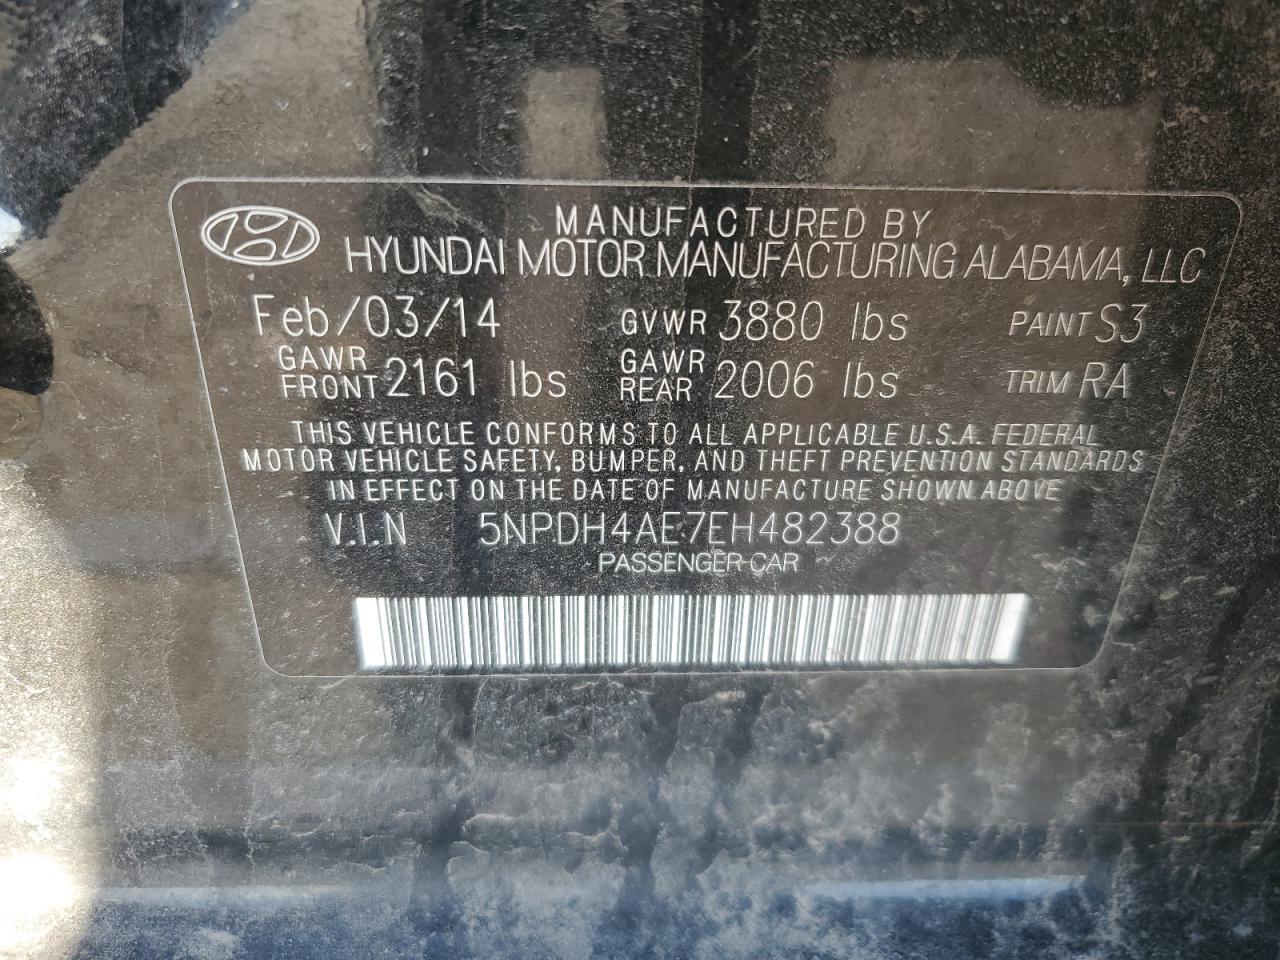 MANUFACTURED BY
HYUNDAI MOTOR MANUFACTURING ALABAMA, LLC
Feb/03/14 GVWR 3880 lbs PAINT S3
GAWR FRONT 2161 lbs GAWR REAR 2006 lbs TRIM RA
THIS VEHICLE CONFORMS TO ALL APPLICABLE U.S.A. FEDERAL
MOTOR VEHICLE SAFETY, BUMPER, AND THEFT PREVENTION STANDARDS
IN EFFECT ON THE DATE OF MANUFACTURE SHOWN ABOVE
V.I.N 5NPDH4AE7EH482388
PASSENGER CAR